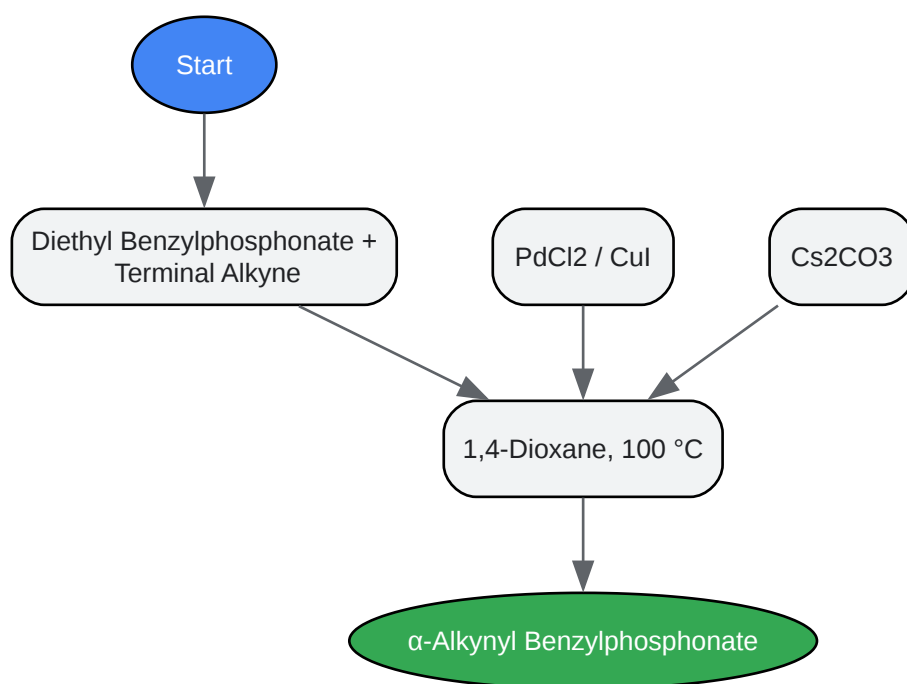 Start
Diethyl Benzylphosphonate +
Terminal Alkyne
PdCl2 / CuI
Cs2CO3
1,4-Dioxane, 100 °C
α-Alkynyl Benzylphosphonate